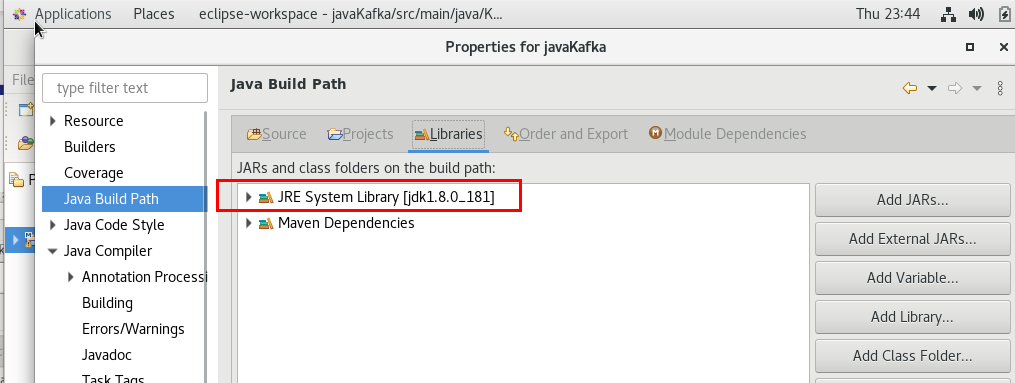 Applications Places eclipse-workspace - javaKafka/src/main/java/K... Thu 23:44
Properties for javaKafka
File
type filter text
Resource
Builders
Coverage
Java Build Path
Java Code Style
Java Compiler
Annotation Processi
Building
Errors/Warnings
Javadoc
Task Tags
Java Build Path
Source Projects Libraries Order and Export Module Dependencies
JARs and class folders on the build path:
JRE System Library [jdk1.8.0_181]
Maven Dependencies
Add JARs...
Add External JARs...
Add Variable...
Add Library...
Add Class Folder...